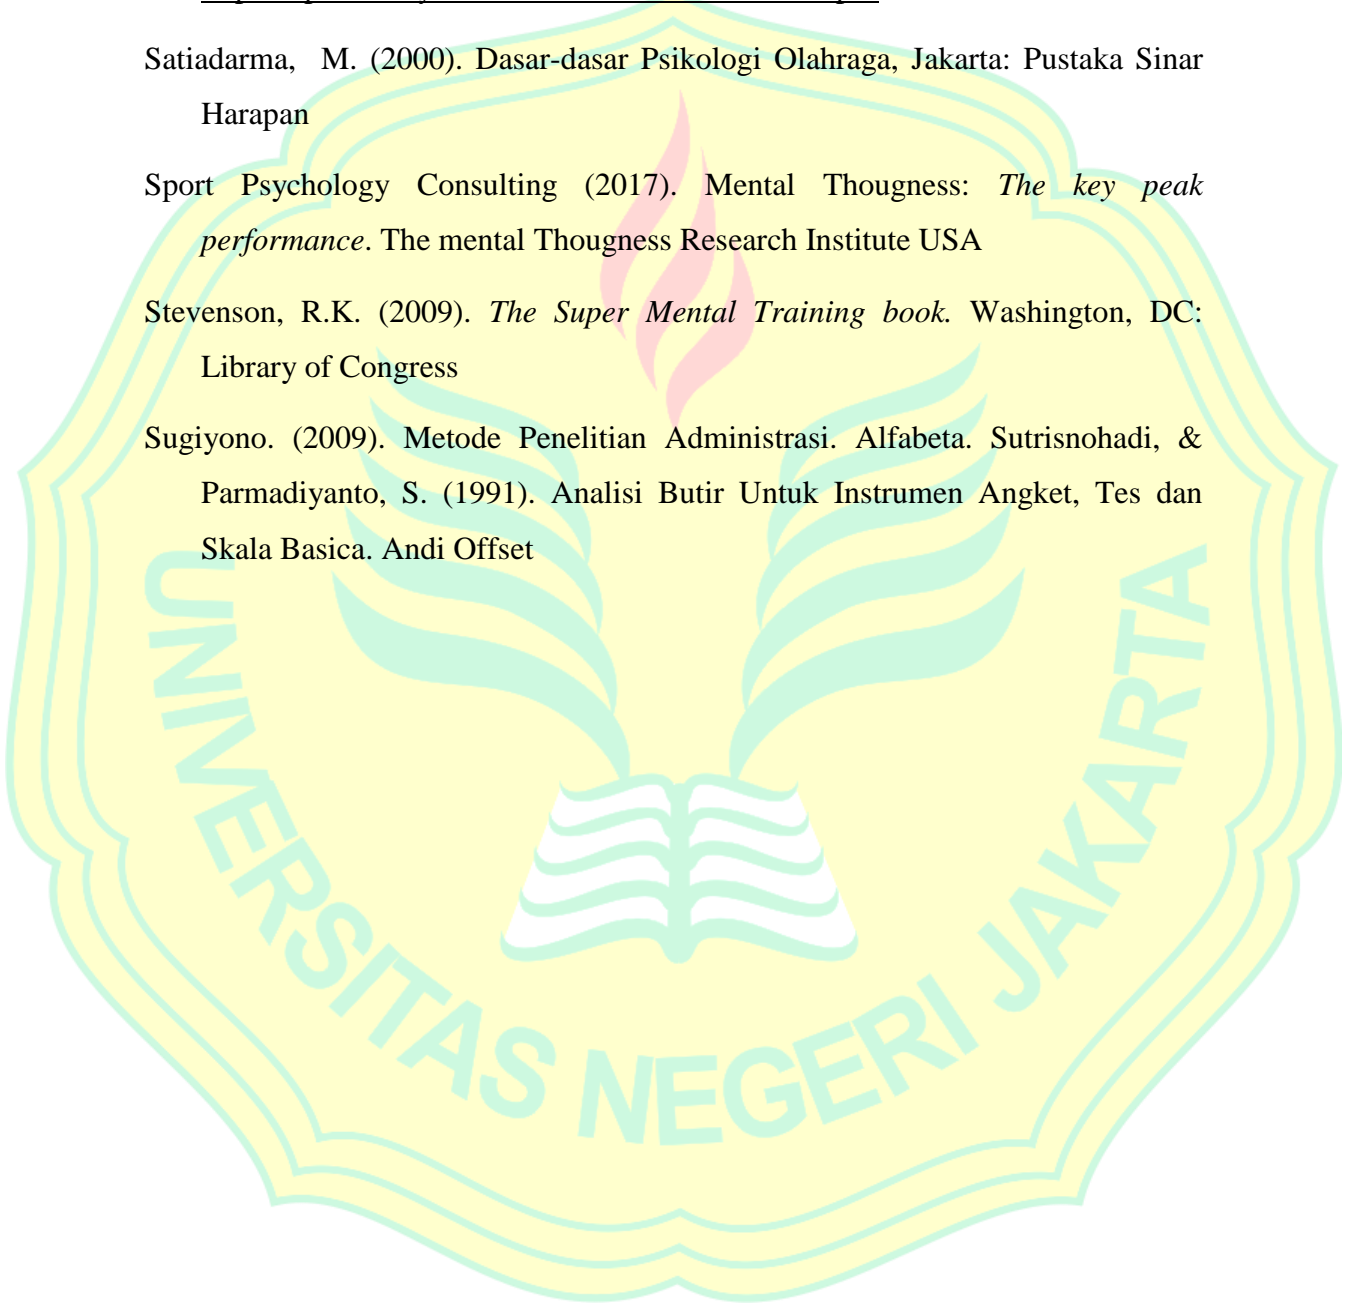 Satiadarma, M. (2000). Dasar-dasar Psikologi Olahraga, Jakarta: Pustaka Sinar
Harapan
Sport Psychology Consulting (2017). Mental Thougness: The key peak
performance. The mental Thougness Research Institute USA
Stevenson, R.K. (2009). The Super Mental Training book. Washington, DC:
Library of Congress
Sugiyono. (2009). Metode Penelitian Administrasi. Alfabeta. Sutrisnohadi, &
Parmadiyanto, S. (1991). Analisi Butir Untuk Instrumen Angket, Tes dan
Skala Basica. Andi Offset
UNIVERSITAS NEGERI JAKARTA